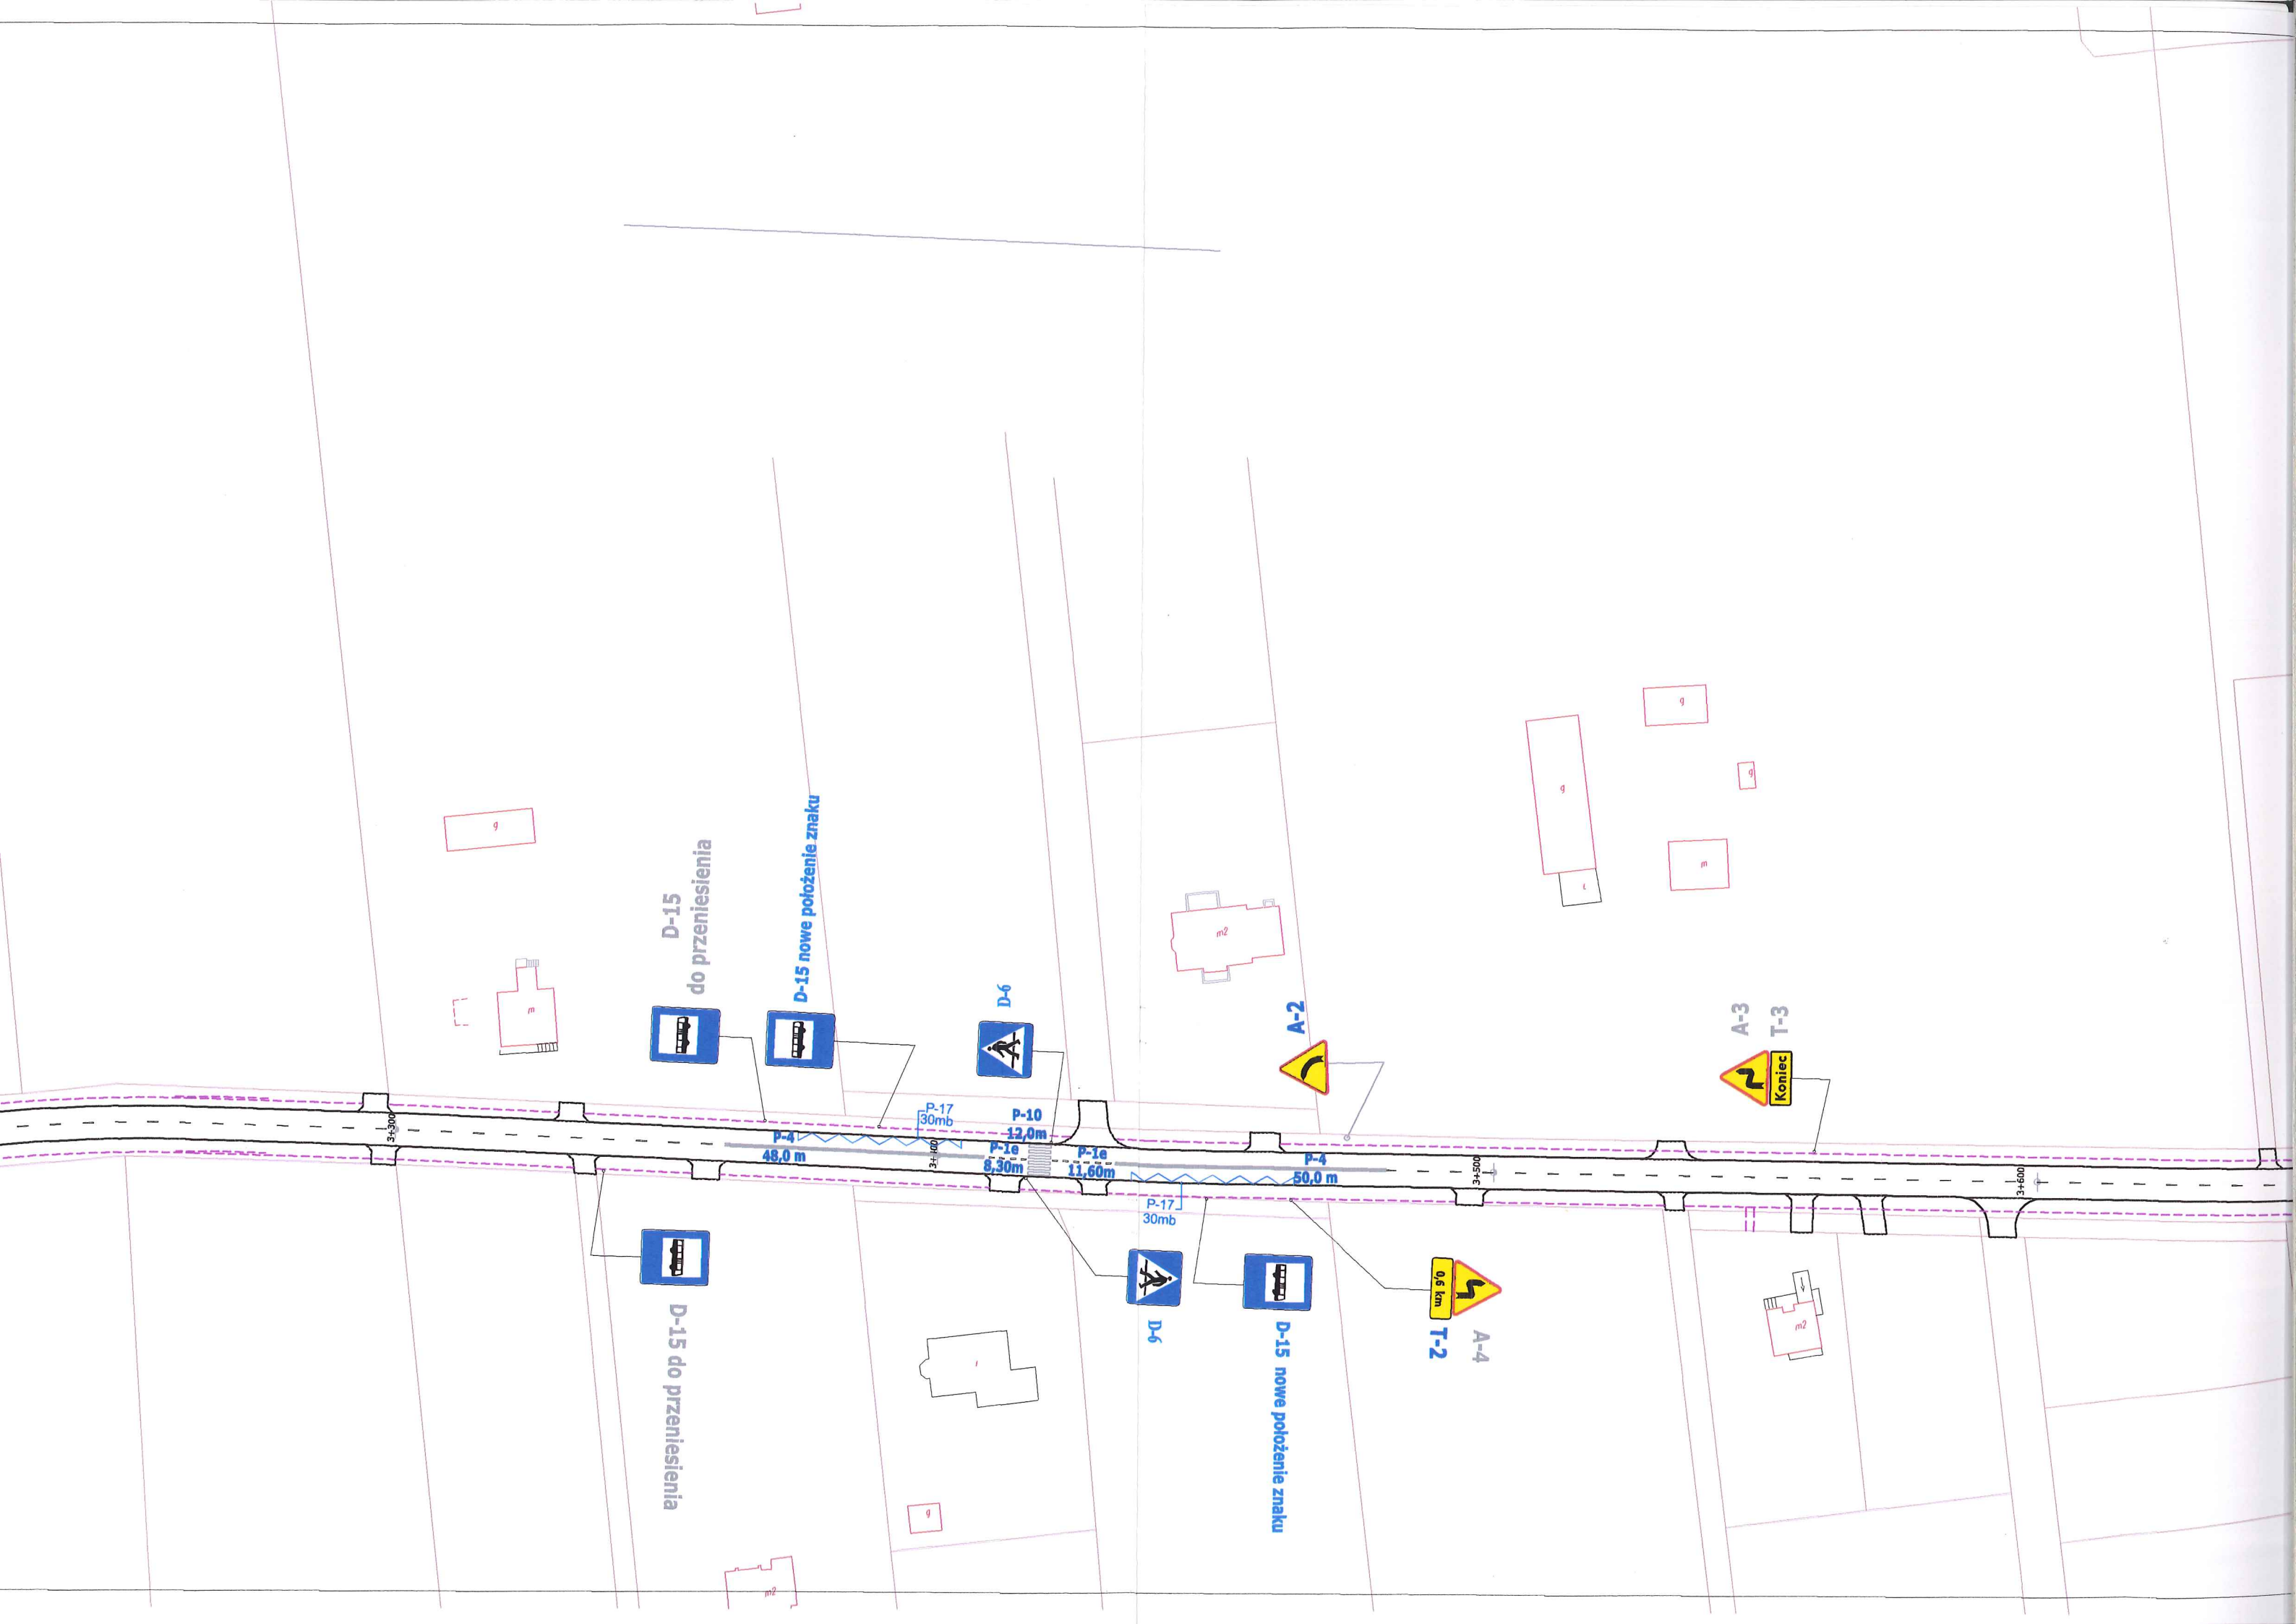 g
g
g
g
m
t
m2
m
D-15
do przeniesienia
D-15 nowe położenie znaku
D-6
A-2
A-3
T-3
Koniec
P-17
30mb
P-10
12,0m
3+300
P-4
48,0 m
P-1e
8,30m
P-1e
11,60m
P-4
50,0 m
3+500
3+600
P-17
30mb
0,6 km
T-2
A-4
D-6
D-15 nowe położenie znaku
D-15 do przeniesienia
m2
i
g
m2